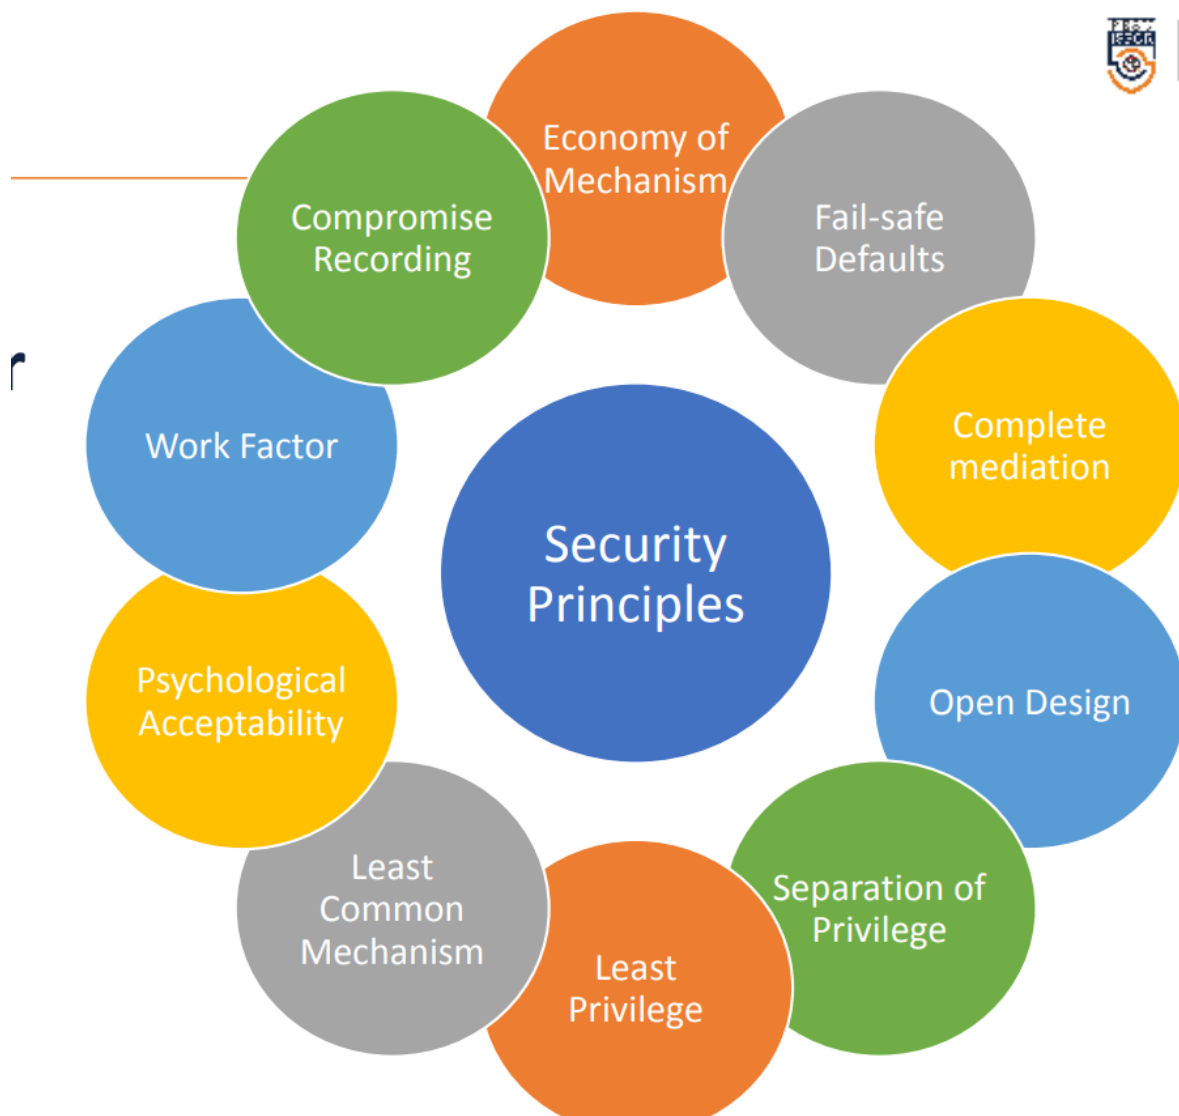 Economy of
Mechanism
Fail-safe
Defaults
Complete
mediation
Open Design
Separation of
Privilege
Least
Privilege
Least
Common
Mechanism
Psychological
Acceptability
Work Factor
Compromise
Recording
Security
Principles
r